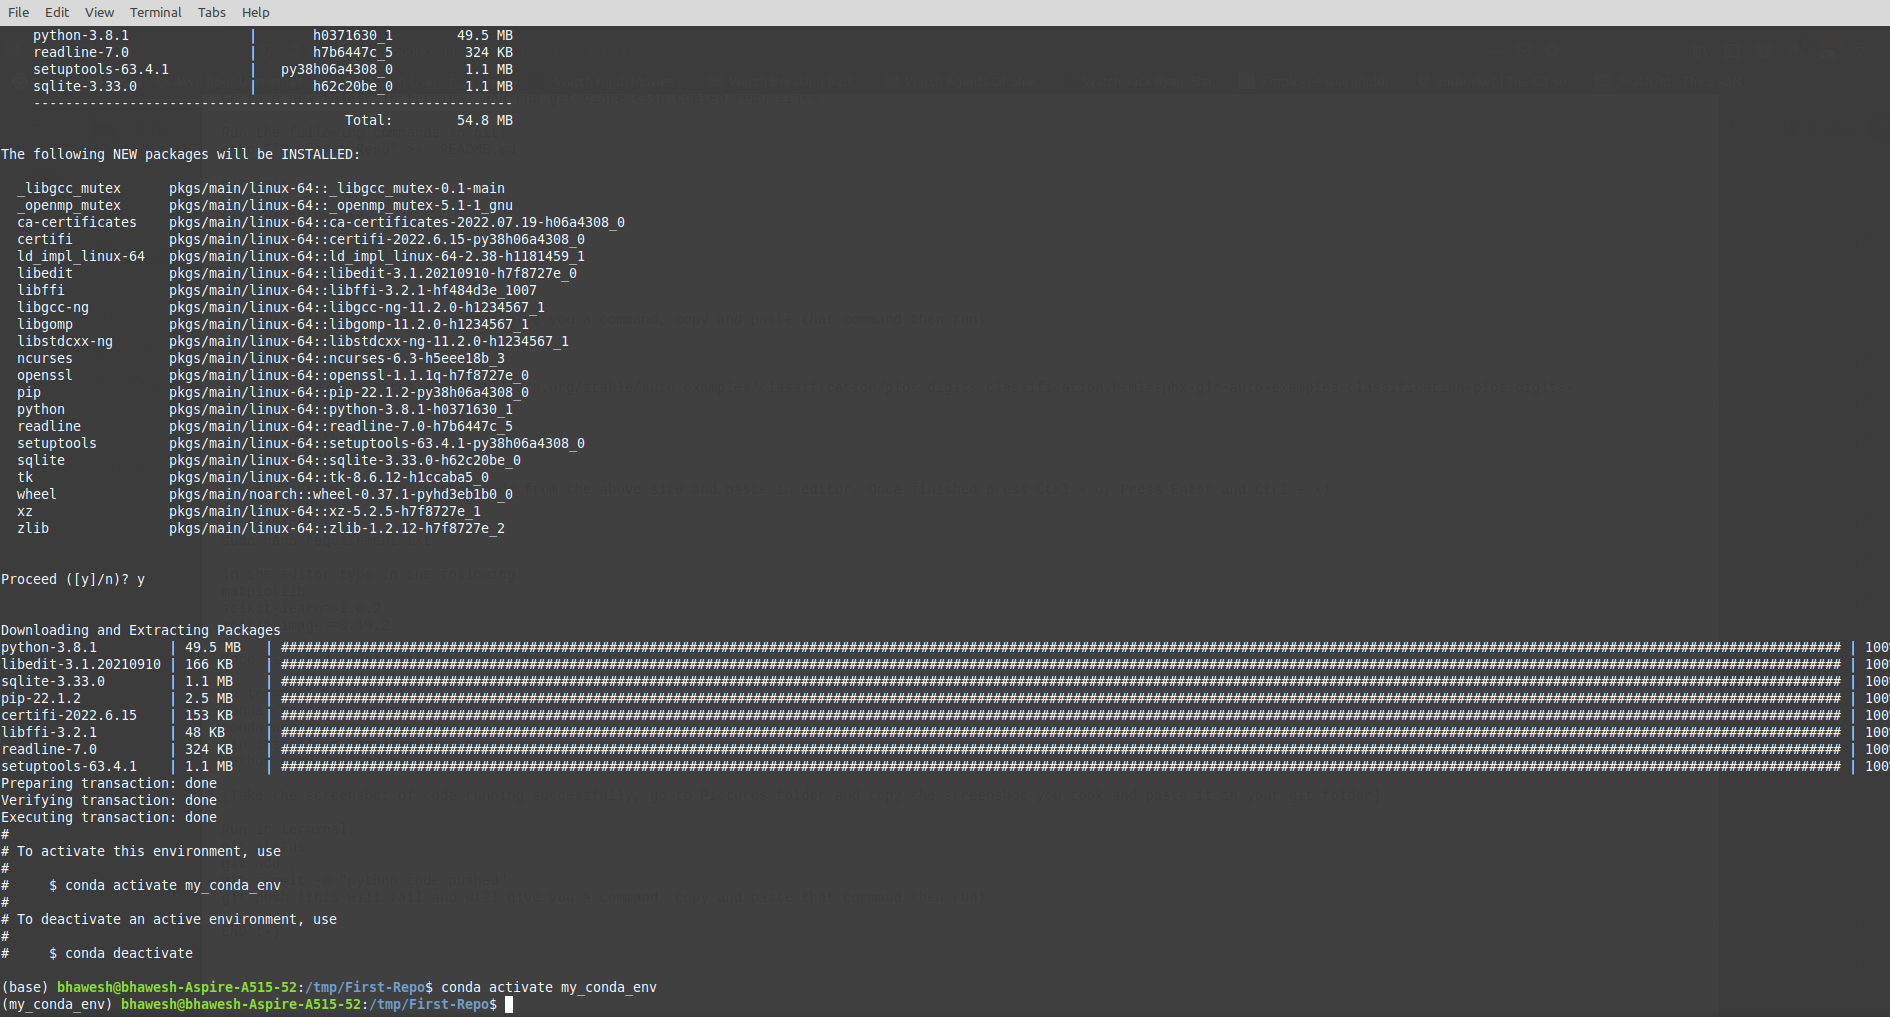 File Edit View Terminal Tabs Help
python-3.8.1 | h0371630_1 49.5 MB
readline-7.0 | h7b6447c_5 324 KB
setuptools-63.4.1 | py38h06a4308_0 1.1 MB
sqlite-3.33.0 | h62c20be_0 1.1 MB
------------------------------------------------------------
Total: 54.8 MB
The following NEW packages will be INSTALLED:
_libgcc_mutex pkgs/main/linux-64::_libgcc_mutex-0.1-main
_openmp_mutex pkgs/main/linux-64::_openmp_mutex-5.1-1_gnu
ca-certificates pkgs/main/linux-64::ca-certificates-2022.07.19-h06a4308_0
certifi pkgs/main/linux-64::certifi-2022.6.15-py38h06a4308_0
ld_impl_linux-64 pkgs/main/linux-64::ld_impl_linux-64-2.38-h1181459_1
libedit pkgs/main/linux-64::libedit-3.1.20210910-h7f8727e_0
libffi pkgs/main/linux-64::libffi-3.2.1-hf484d3e_1007
libgcc-ng pkgs/main/linux-64::libgcc-ng-11.2.0-h1234567_1
libgomp pkgs/main/linux-64::libgomp-11.2.0-h1234567_1
libstdcxx-ng pkgs/main/linux-64::libstdcxx-ng-11.2.0-h1234567_1
ncurses pkgs/main/linux-64::ncurses-6.3-h5eee18b_3
openssl pkgs/main/linux-64::openssl-1.1.1q-h7f8727e_0
pip pkgs/main/linux-64::pip-22.1.2-py38h06a4308_0
python pkgs/main/linux-64::python-3.8.1-h0371630_1
readline pkgs/main/linux-64::readline-7.0-h7b6447c_5
setuptools pkgs/main/linux-64::setuptools-63.4.1-py38h06a4308_0
sqlite pkgs/main/linux-64::sqlite-3.33.0-h62c20be_0
tk pkgs/main/linux-64::tk-8.6.12-h1ccaba5_0
wheel pkgs/main/noarch::wheel-0.37.1-pyhd3eb1b0_0
xz pkgs/main/linux-64::xz-5.2.5-h7f8727e_1
zlib pkgs/main/linux-64::zlib-1.2.12-h7f8727e_2
Proceed ([y]/n)? y
Downloading and Extracting Packages
python-3.8.1 | 49.5 MB | ################################ | 100
libedit-3.1.20210910 | 166 KB | ################################ | 100
sqlite-3.33.0 | 1.1 MB | ################################ | 100
pip-22.1.2 | 2.5 MB | ################################ | 100
certifi-2022.6.15 | 153 KB | ################################ | 100
libffi-3.2.1 | 48 KB | ################################ | 100
readline-7.0 | 324 KB | ################################ | 100
setuptools-63.4.1 | 1.1 MB | ################################ | 100
Preparing transaction: done
Verifying transaction: done
Executing transaction: done
#
# To activate this environment, use
#
# $ conda activate my_conda_env
#
# To deactivate an active environment, use
#
# $ conda deactivate
(base) bhawesh@bhawesh-Aspire-A515-52:/tmp/First-Repo$ conda activate my_conda_env
(my_conda_env) bhawesh@bhawesh-Aspire-A515-52:/tmp/First-Repo$